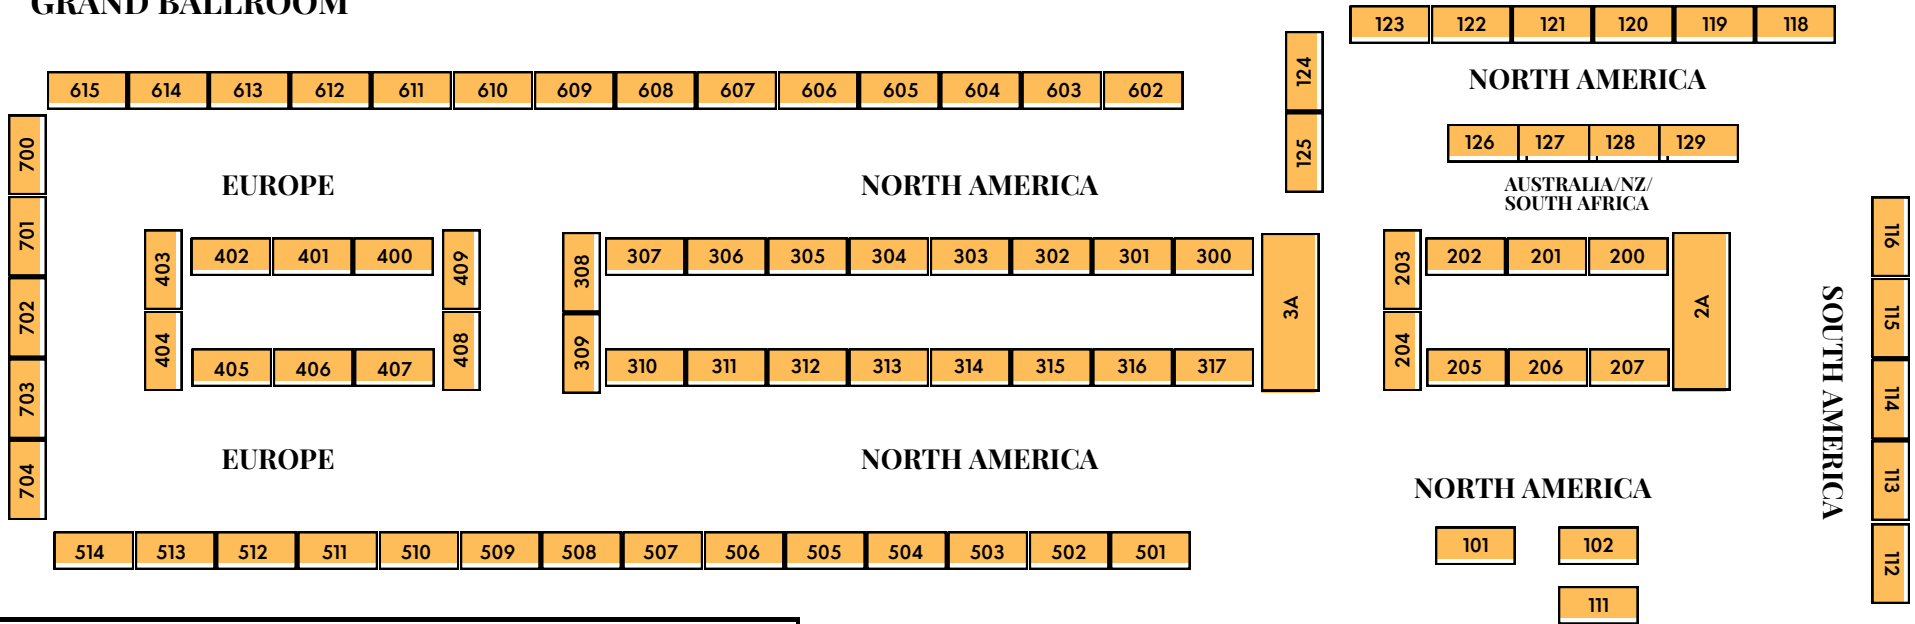 GRAND BALLROOM
123 122 121 120 119 118
124
NORTH AMERICA
615 614 613 612 611 610 609 608 607 606 605 604 603 602
125
126 127 128 129
700
EUROPE
NORTH AMERICA
AUSTRALIA/NZ/
SOUTH AFRICA
701
116
403
402 401 400
409
308
307 306 305 304 303 302 301 300
3A
203
202 201 200
2A
702
115
SOUTH AMERICA
404
405 406 407
408
309
310 311 312 313 314 315 316 317
204
205 206 207
703
114
EUROPE
NORTH AMERICA
704
113
NORTH AMERICA
514 513 512 511 510 509 508 507 506 505 504 503 502 501
101 102
112
111